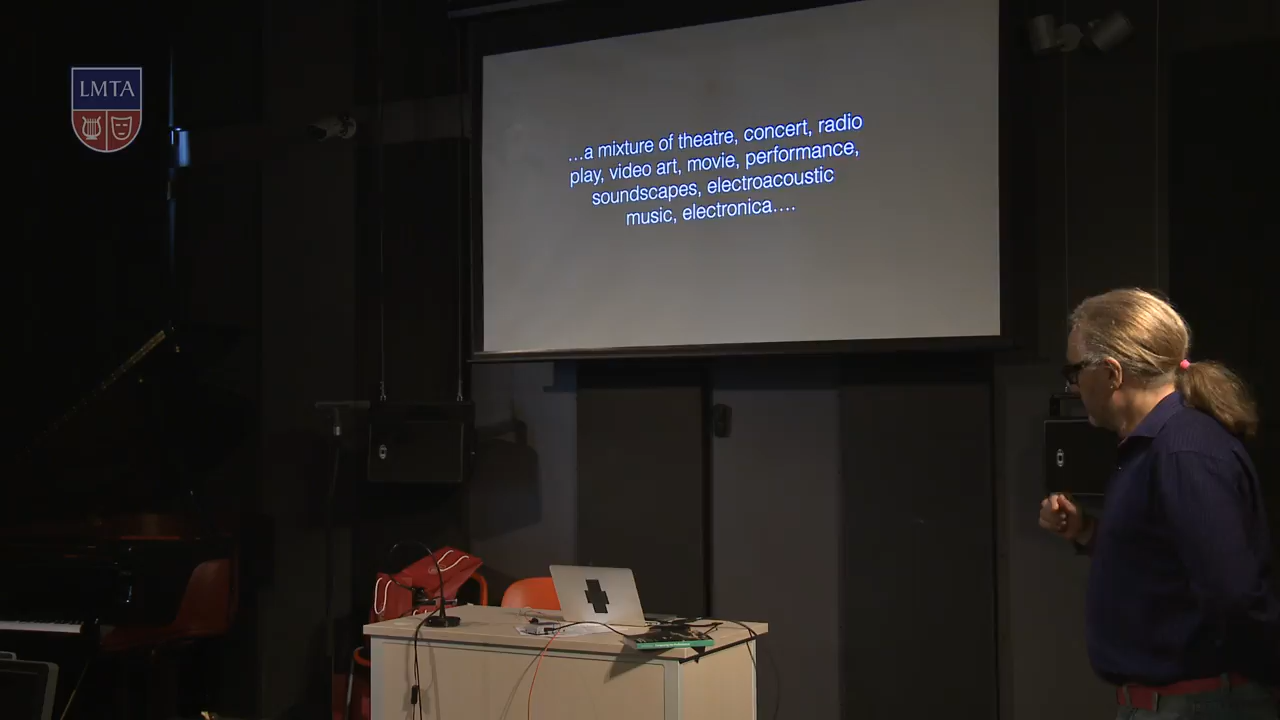 LMTA
...a mixture of theatre, concert, radio
play, video art, movie, performance,
soundscapes, electroacoustic
music, electronica....